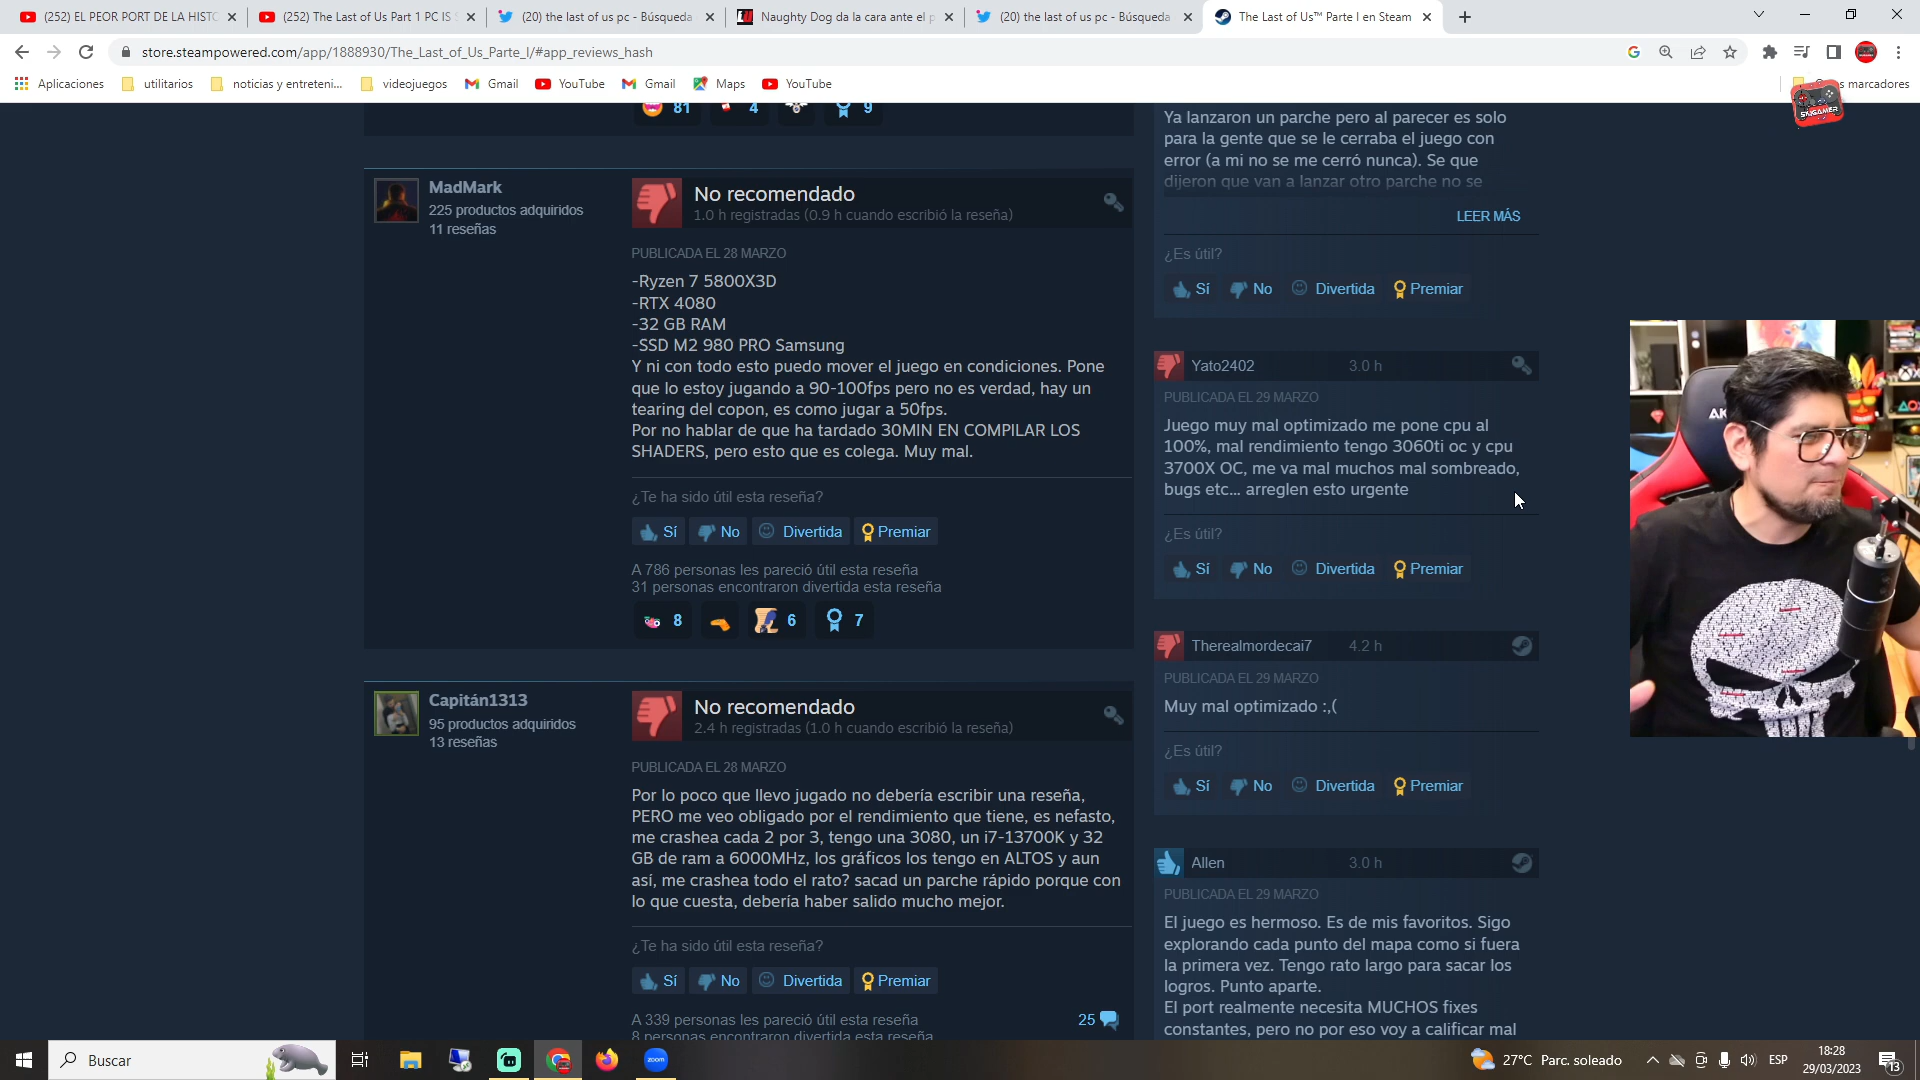 (252) EL PEOR PORT DE LA HISTO
(252) The Last of Us Part 1 PC IS S
(20) the last of us pc - Búsqueda
Naughty Dog da la cara ante el p
(20) the last of us pc - Búsqueda
The Last of Us™ Parte I en Steam
store.steampowered.com/app/1888930/The_Last_of_Us_Parte_I/#app_reviews_hash
Aplicaciones
utilitarios
noticias y entreteni...
videojuegos
Gmail
YouTube
Gmail
Maps
YouTube
s marcadores
SKIGAMER
81
4
9
MadMark
225 productos adquiridos
11 reseñas
No recomendado
1.0 h registradas (0.9 h cuando escribió la reseña)
PUBLICADA EL 28 MARZO
-Ryzen 7 5800X3D
-RTX 4080
-32 GB RAM
-SSD M2 980 PRO Samsung
Y ni con todo esto puedo mover el juego en condiciones. Pone
que lo estoy jugando a 90-100fps pero no es verdad, hay un
tearing del copon, es como jugar a 50fps.
Por no hablar de que ha tardado 30MIN EN COMPILAR LOS
SHADERS, pero esto que es colega. Muy mal.
¿Te ha sido útil esta reseña?
Sí
No
Divertida
Premiar
A 786 personas les pareció útil esta reseña
31 personas encontraron divertida esta reseña
8
6
7
Capitán1313
95 productos adquiridos
13 reseñas
No recomendado
2.4 h registradas (1.0 h cuando escribió la reseña)
PUBLICADA EL 28 MARZO
Por lo poco que llevo jugado no debería escribir una reseña,
PERO me veo obligado por el rendimiento que tiene, es nefasto,
me crashea cada 2 por 3, tengo una 3080, un i7-13700K y 32
GB de ram a 6000MHz, los gráficos los tengo en ALTOS y aun
así, me crashea todo el rato? sacad un parche rápido porque con
lo que cuesta, debería haber salido mucho mejor.
¿Te ha sido útil esta reseña?
Sí
No
Divertida
Premiar
A 339 personas les pareció útil esta reseña
25
8 personas encontraron divertida esta reseña
Ya lanzaron un parche pero al parecer es solo
para la gente que se le cerraba el juego con
error (a mi no se me cerró nunca). Se que
dijeron que van a lanzar otro parche no se
LEER MÁS
¿Es útil?
Sí
No
Divertida
Premiar
Yato2402
3.0 h
PUBLICADA EL 29 MARZO
Juego muy mal optimizado me pone cpu al
100%, mal rendimiento tengo 3060ti oc y cpu
3700X OC, me va mal muchos mal sombreado,
bugs etc... arreglen esto urgente
¿Es útil?
Sí
No
Divertida
Premiar
Therealmordecai7
4.2 h
PUBLICADA EL 29 MARZO
Muy mal optimizado :,(
¿Es útil?
Sí
No
Divertida
Premiar
Allen
3.0 h
PUBLICADA EL 29 MARZO
El juego es hermoso. Es de mis favoritos. Sigo
explorando cada punto del mapa como si fuera
la primera vez. Tengo rato largo para sacar los
logros. Punto aparte.
El port realmente necesita MUCHOS fixes
constantes, pero no por eso voy a calificar mal
AK
Buscar
zoom
27°C Parc. soleado
ESP
18:28
29/03/2023
13